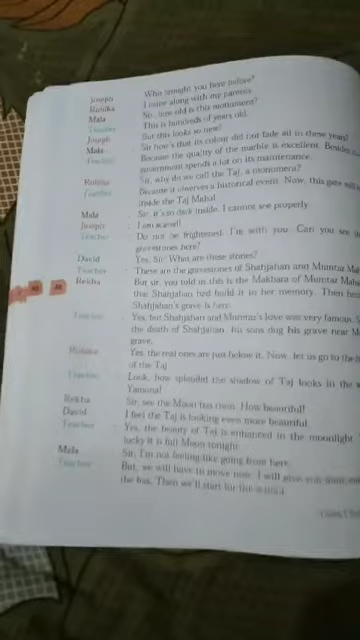 Joseph : Who brought you here before?
Ronika : I came along with my parents.
Mala : Sir, how old is this monument?
Teacher : This is hundreds of years old.
Joseph : But this looks so new!
Mala : Sir how's that its colour did not fade all in these years?
Teacher : Because the quality of the marble is excellent. Besides
government spends a lot on its maintenance.
Sir, why do we call the Taj, a monument?
Teacher : Because it observes a historical event. Now, this gate
inside the Taj Mahal
Mala : Sir, it's so dark inside. I cannot see properly
Joseph : I am scared!
Teacher : Do not be frightened. I'm with you. Can you see
gravestones here?
David : Yes, Sir! What are these stones?
Teacher : These are the gravestones of Shahjahan and Mumtaz
Rekha : But sir, you told us this is the Makbara of Mumtaz
that Shahjahan had build it in her memory. Then
Shahjahan's grave is here.
Teacher : Yes, but Shahjahan and Mumtaz's love was very famous.
the death of Shahjahan, his sons dug his grave near
grave.
Yes, the real ones are just below it. Now, let us go to the
of the Taj
Teacher : Look, how splendid the shadow of Taj looks in the
Yamuna!
Rekha : Sir, see the Moon has risen. How beautiful!
David : I feel the Taj is looking even more beautiful.
Teacher : Yes, the beauty of Taj is enhanced in the moonlight.
lucky it is full Moon tonight.
Mala : Sir, I'm not feeling like going from here.
Teacher : But, we will have to move now. I will give you
the bus. Then we'll start for the